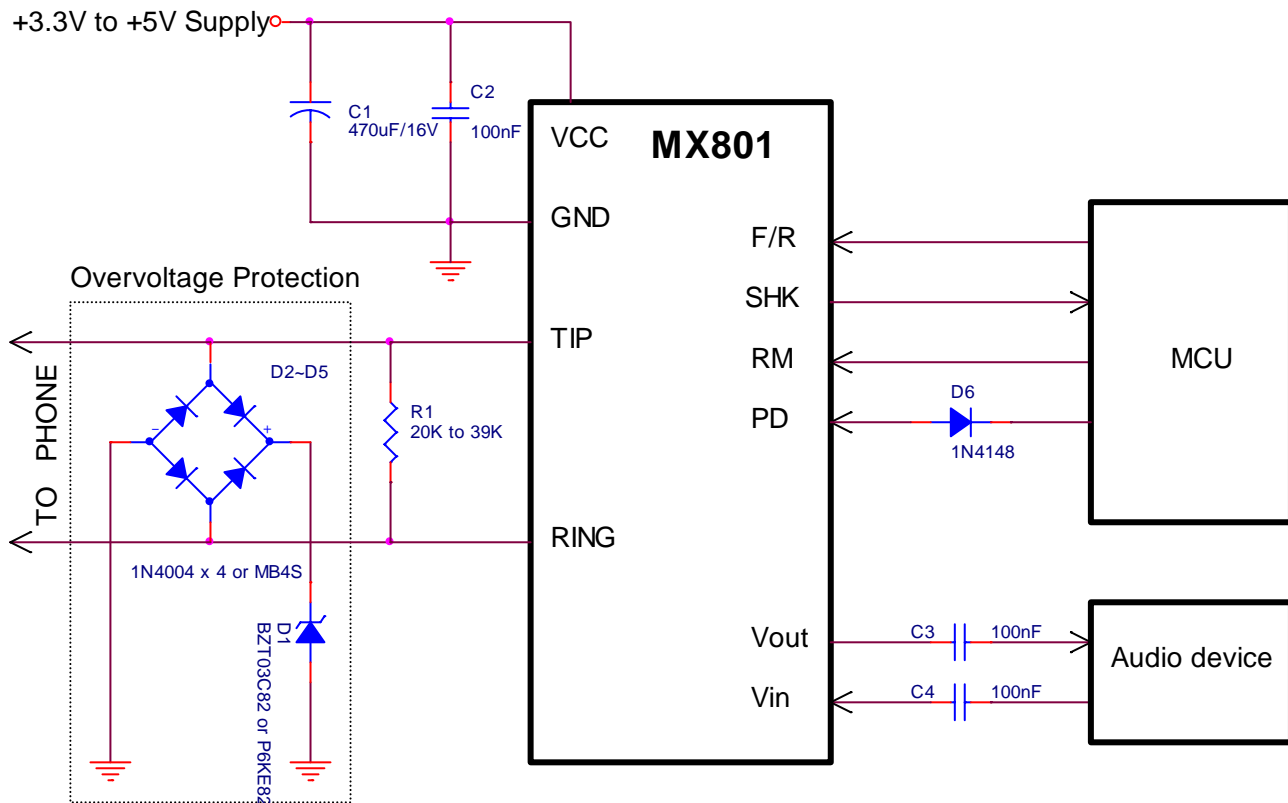 +3.3V to +5V Supply
C1
470uF/16V
C2
100nF
VCC
MX801
GND
F/R
Overvoltage Protection
SHK
TIP
RM
MCU
D2~D5
D6
R1
20K to 39K
PD
1N4148
TO PHONE
-
+
RING
1N4004 x 4 or MB4S
D1
BZT03C82 or P6KE82
Vout
C3
100nF
Audio device
Vin
C4
100nF